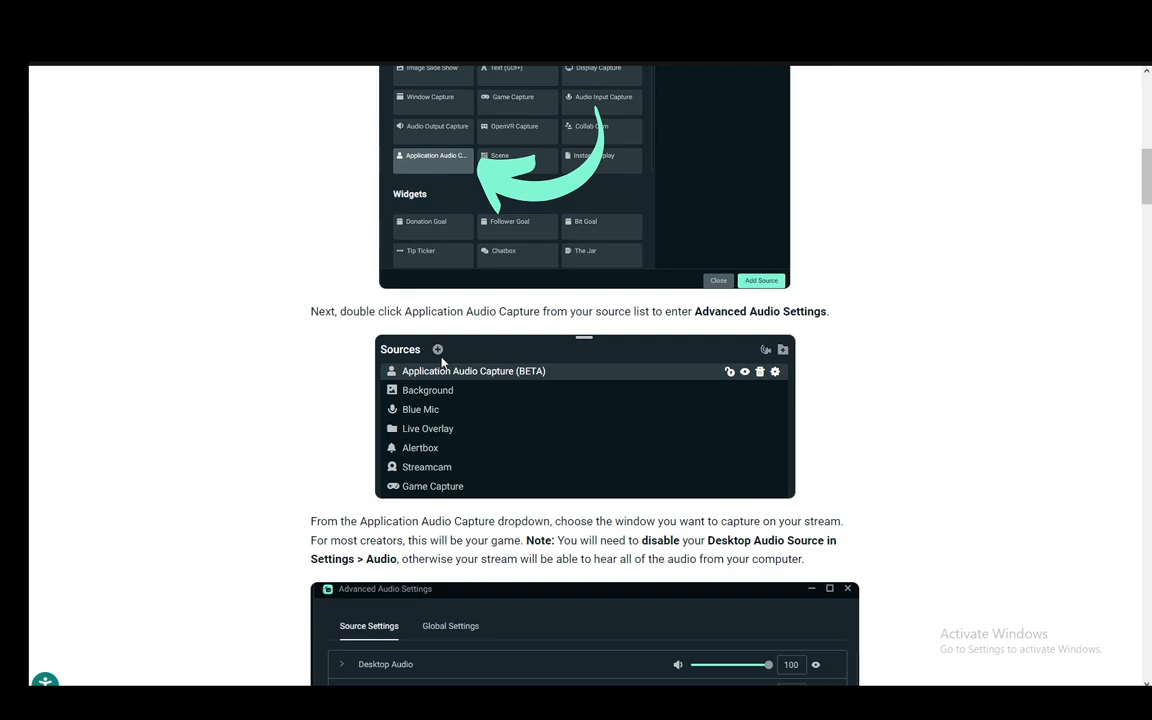 Image Slide Show
Text (GDI+)
Display Capture
Window Capture
Game Capture
Audio Input Capture
Audio Output Capture
OpenVR Capture
Collab
Application Audio C...
Scene
Widgets
Donation Goal
Follower Goal
Bit Goal
Tip Ticker
Chatbox
The Jar
Close
Add Source
Next, double click Application Audio Capture from your source list to enter Advanced Audio Settings.
Sources
Application Audio Capture (BETA)
Background
Blue Mic
Live Overlay
Alertbox
Streamcam
Game Capture
From the Application Audio Capture dropdown, choose the window you want to capture on your stream.
For most creators, this will be your game. Note: You will need to disable your Desktop Audio Source in
Settings > Audio, otherwise your stream will be able to hear all of the audio from your computer.
Advanced Audio Settings
Source Settings
Global Settings
Desktop Audio
100
Activate Windows
Go to Settings to activate Windows.